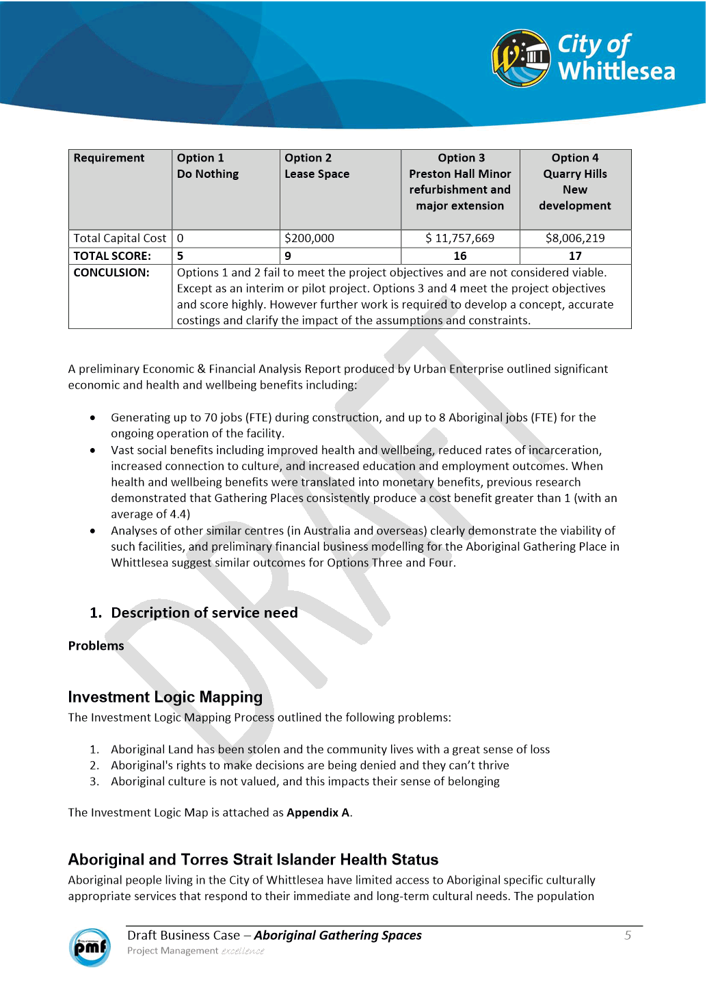 City of
Whittlesea
Requirement
Option 1
Do Nothing
Option 2
Lease Space
Option 3
Preston Hall Minor
refurbishment and
major extension
Option 4
Quarry Hills
New
development
Total Capital Cost 0 $200,000 $ 11,757,669 $8,006,219
TOTAL SCORE: 5 9 16 17
CONCULSION: Options 1 and 2 fail to meet the project objectives and are not considered viable.
Except as an interim or pilot project. Options 3 and 4 meet the project objectives
and score highly. However further work is required to develop a concept, accurate
costings and clarify the impact of the assumptions and constraints.
A preliminary Economic & Financial Analysis Report produced by Urban Enterprise outlined significant
economic and health and wellbeing benefits including:
• Generating up to 70 jobs (FTE) during construction, and up to 8 Aboriginal jobs (FTE) for the
ongoing operation of the facility.
• Vast social benefits including improved health and wellbeing, reduced rates of incarceration,
increased connection to culture, and increased education and employment outcomes. When
health and wellbeing benefits were translated into monetary benefits, previous research
demonstrated that Gathering Places consistently produce a cost benefit greater than 1 (with an
average of 4.4)
• Analyses of other similar centres (in Australia and overseas) clearly demonstrate the viability of
such facilities, and preliminary financial business modelling for the Aboriginal Gathering Place in
Whittlesea suggest similar outcomes for Options Three and Four.
DRAFT
1. Description of service need
Problems
Investment Logic Mapping
The Investment Logic Mapping Process outlined the following problems:
1. Aboriginal Land has been stolen and the community lives with a great sense of loss
2. Aboriginal's rights to make decisions are being denied and they can’t thrive
3. Aboriginal culture is not valued, and this impacts their sense of belonging
The Investment Logic Map is attached as Appendix A.
Aboriginal and Torres Strait Islander Health Status
Aboriginal people living in the City of Whittlesea have limited access to Aboriginal specific culturally
appropriate services that respond to their immediate and long-term cultural needs. The population
pmf
Draft Business Case – Aboriginal Gathering Spaces 5
Project Management excellence